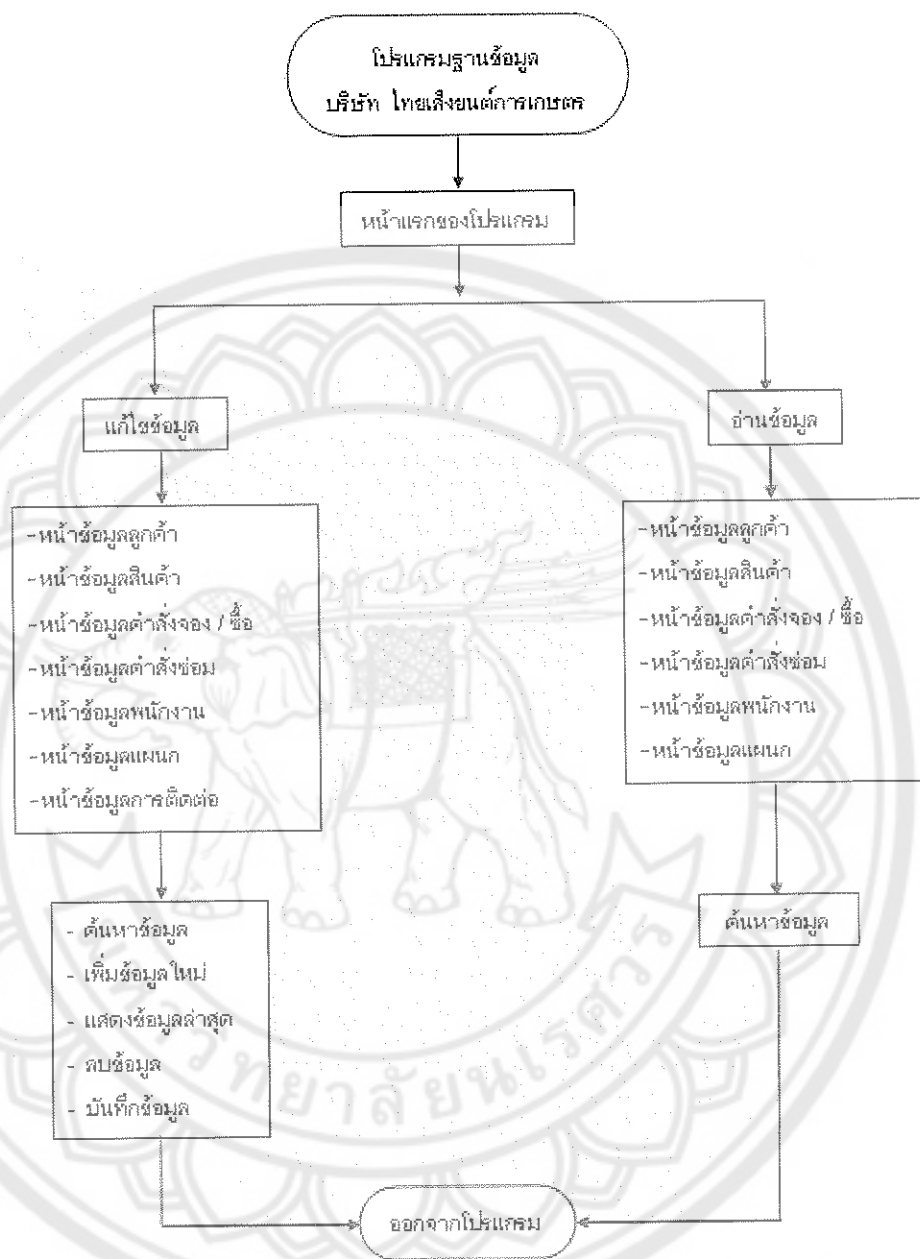 โปรแกรมฐานข้อมูล
บริษัท ไทยเส็งยนต์การเกษตร
หน้าแรกของโปรแกรม
แก้ไขข้อมูล
-หน้าข้อมูลลูกค้า
-หน้าข้อมูลสินค้า
-หน้าข้อมูลคำสั่งจอง / ซื้อ
-หน้าข้อมูลคำสั่งซ่อม
-หน้าข้อมูลพนักงาน
-หน้าข้อมูลแผนก
-หน้าข้อมูลการติดต่อ
- ค้นหาข้อมูล
- เพิ่มข้อมูลใหม่
- แสดงข้อมูลล่าสุด
- ลบข้อมูล
- บันทึกข้อมูล
อ่านข้อมูล
-หน้าข้อมูลลูกค้า
-หน้าข้อมูลสินค้า
-หน้าข้อมูลคำสั่งจอง / ซื้อ
-หน้าข้อมูลคำสั่งซ่อม
-หน้าข้อมูลพนักงาน
-หน้าข้อมูลแผนก
ค้นหาข้อมูล
ออกจากโปรแกรม
วิทยาลัยนเรศวร